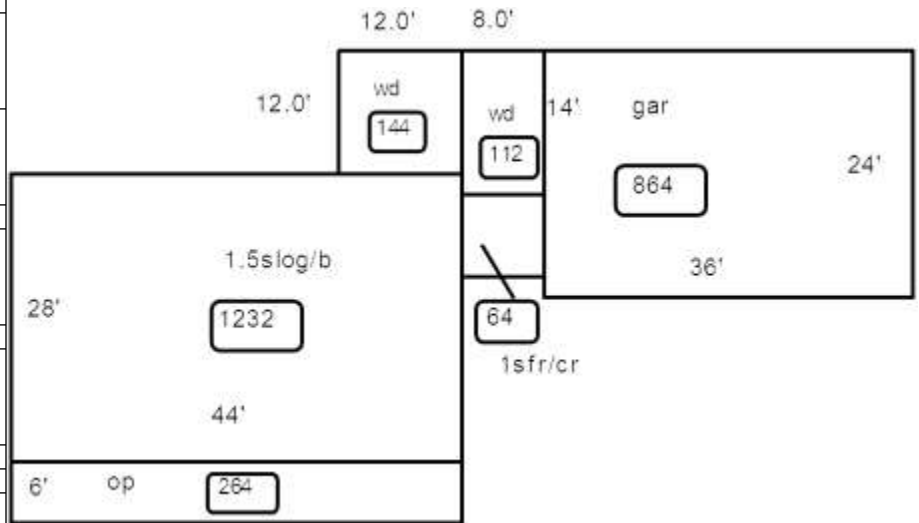 12.0' 8.0'
12.0'
wd
144
wd
112
14'
gar
864
24'
36'
1.5slog/b
28'
1232
44'
64
1sfr/cr
6'
op
264